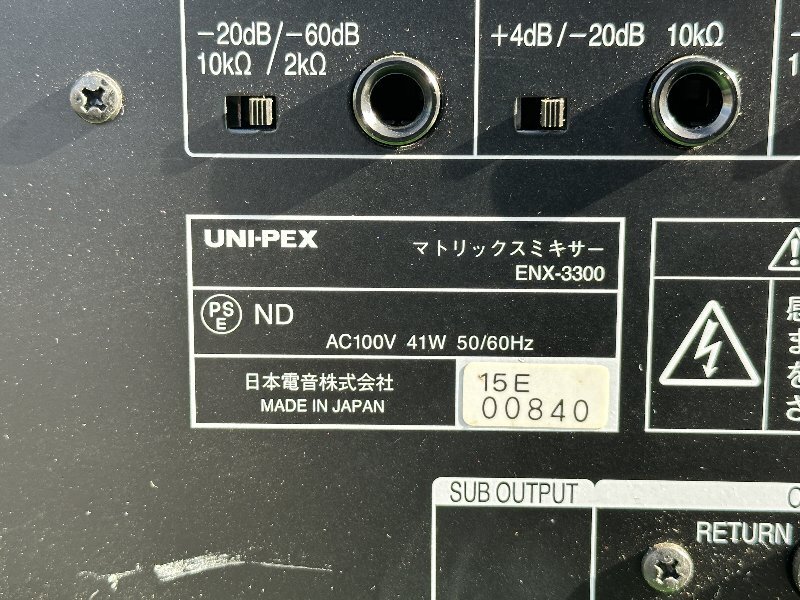 -20dB/-60dB
10kΩ/2kΩ
+4dB/-20dB 10kΩ
UNI-PEX
マトリックスミキサー
ENX-3300
PS
E
ND
AC100V 41W 50/60Hz
日本電音株式会社
MADE IN JAPAN
15E
00840
SUB OUTPUT
RETURN